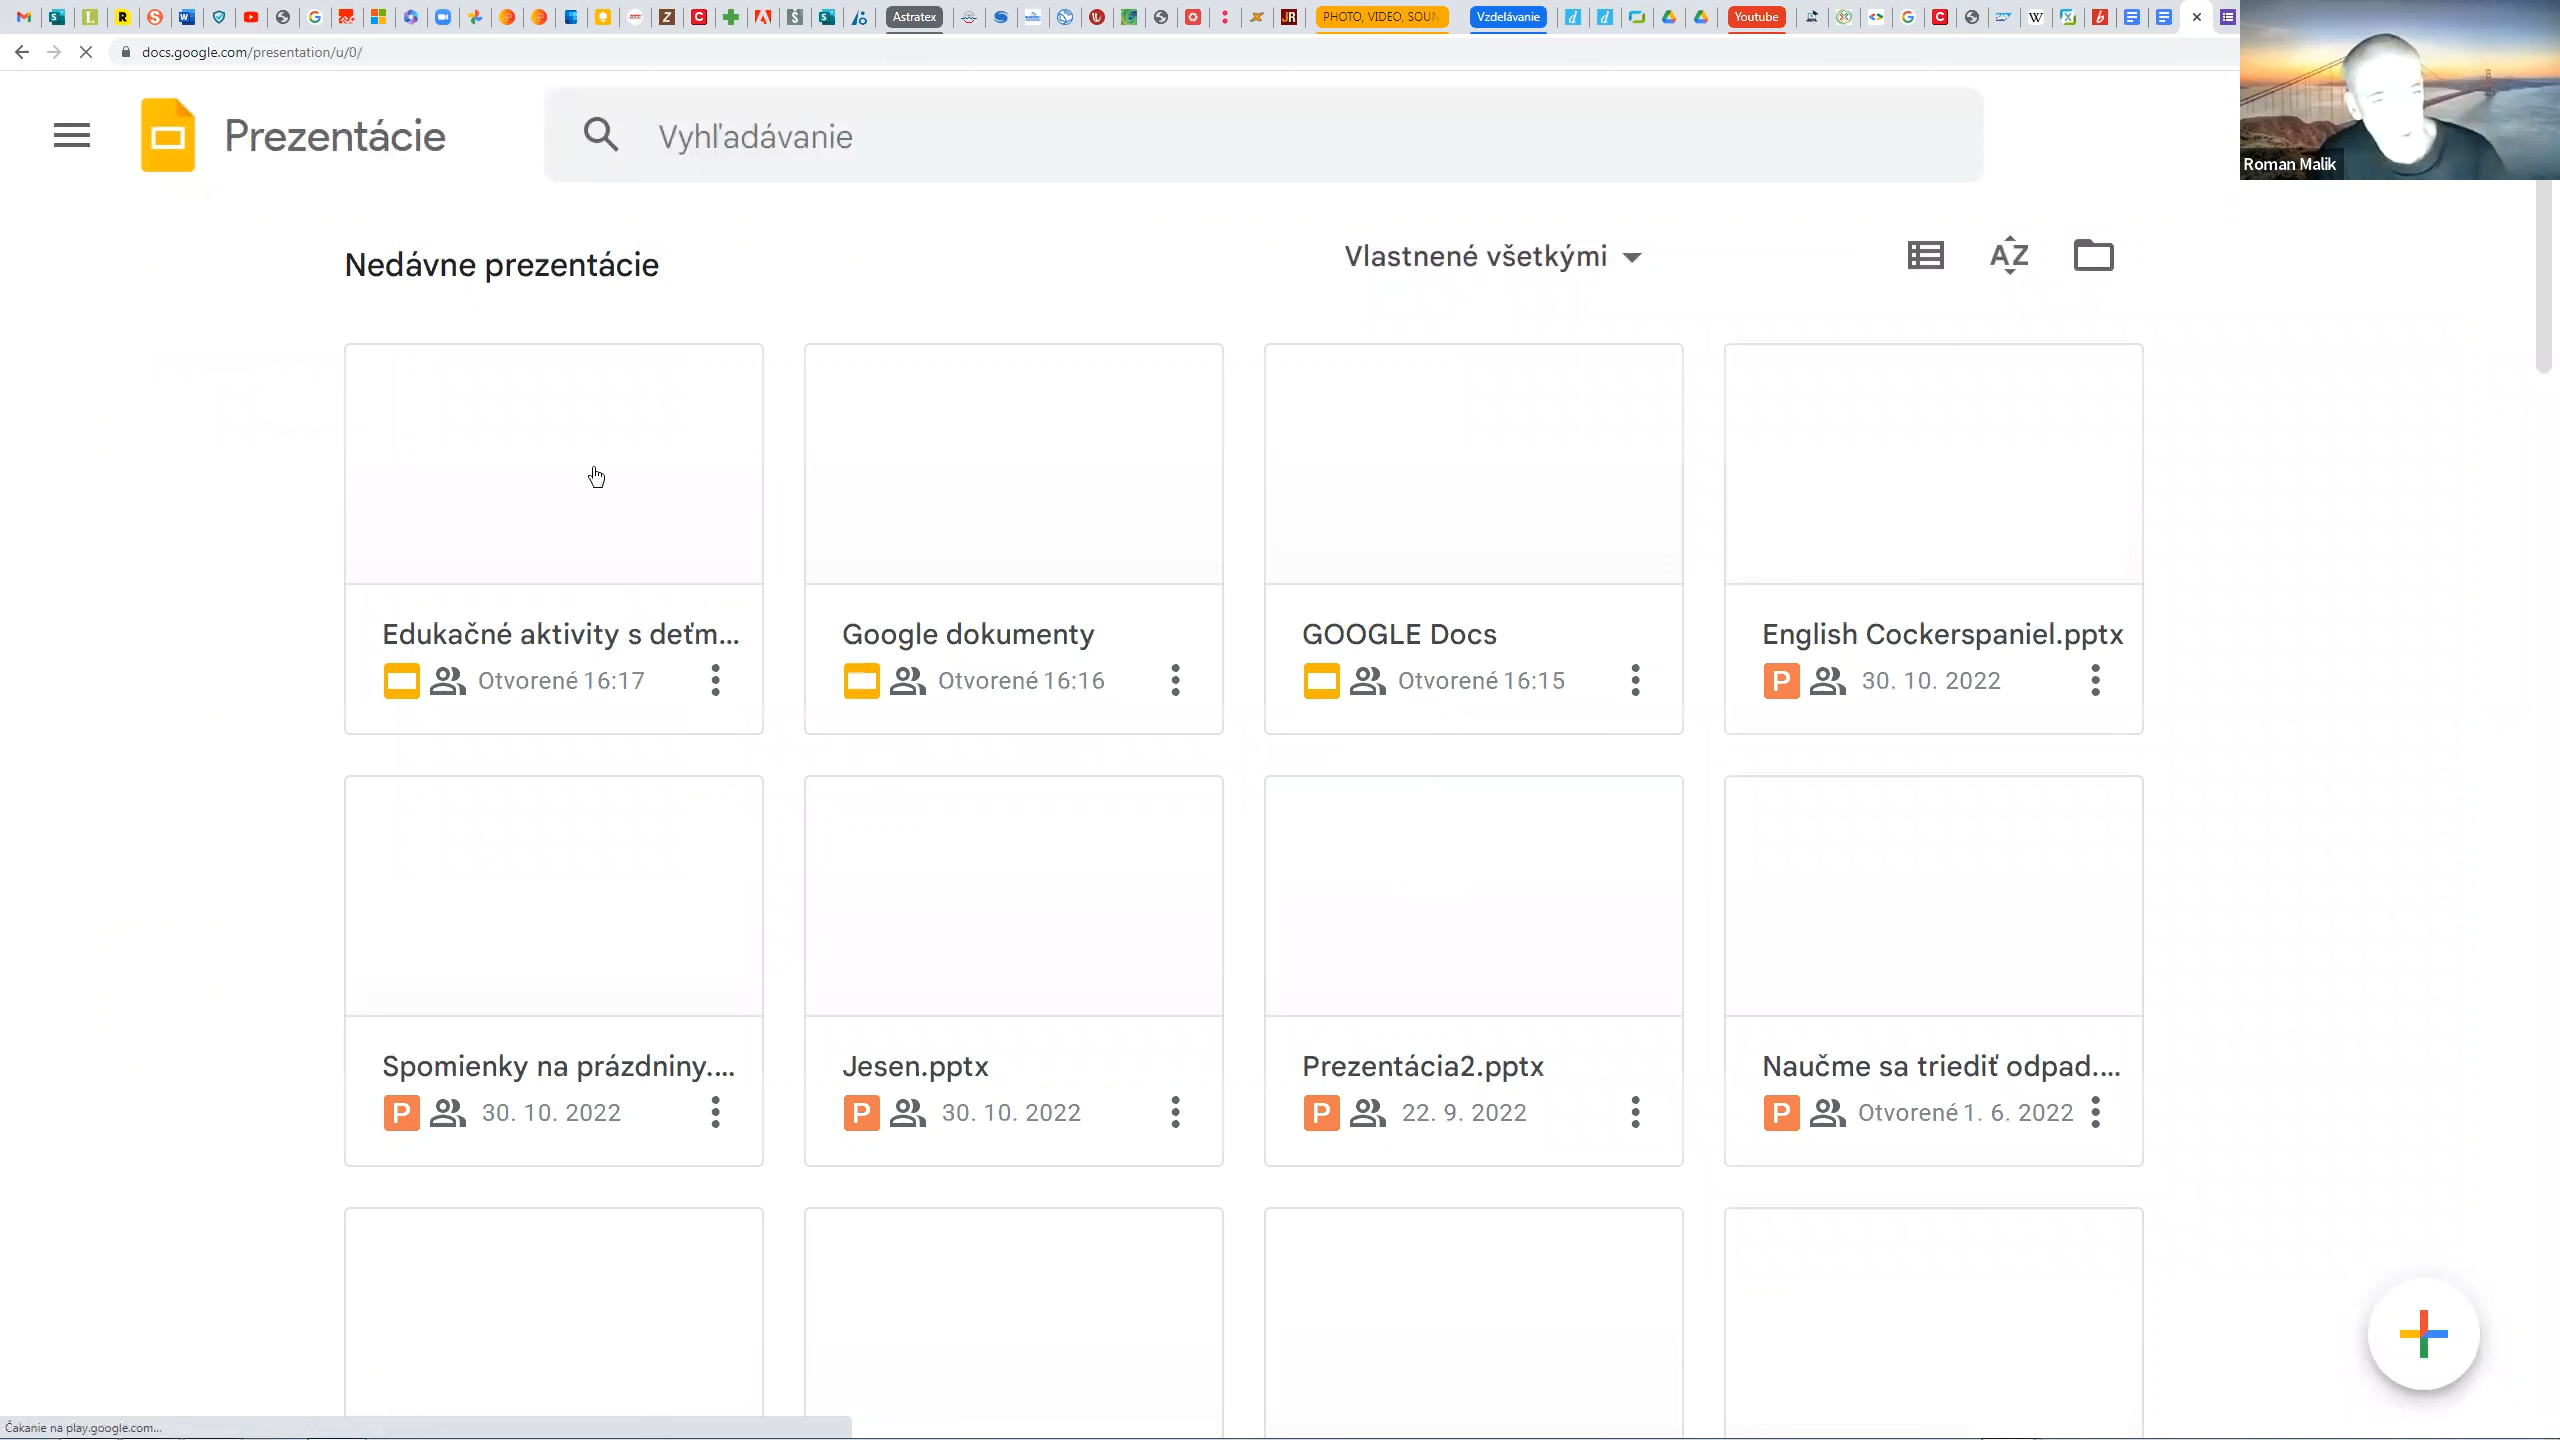 Astratex
PHOTO, VIDEO, SOUN
Vzdelávanie
Youtube
docs.google.com/presentation/u/0/
Prezentácie
Vyhľadávanie
Roman Malik
Nedávne prezentácie
Vlastnené všetkými
AZ
Edukačné aktivity s deťm...
Google dokumenty
GOOGLE Docs
English Cockerspaniel.pptx
Otvorené 16:17
Otvorené 16:16
Otvorené 16:15
P
30. 10. 2022
Spomienky na prázdniny....
Jesen.pptx
Prezentácia2.pptx
Naučme sa triediť odpad....
P
30. 10. 2022
P
30. 10. 2022
P
22. 9. 2022
P
Otvorené 1. 6. 2022
Čakanie na play.google.com...